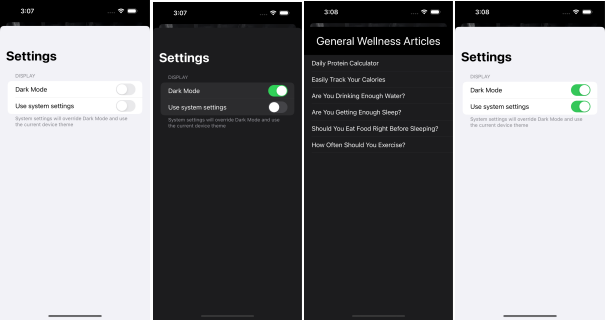 3:07
Settings
DISPLAY
Dark Mode
Use system settings
System settings will override Dark Mode and use
the current device theme
3:07
Settings
DISPLAY
Dark Mode
Use system settings
System settings will override Dark Mode and use
the current device theme
3:08
General Wellness Articles
Daily Protein Calculator
Easily Track Your Calories
Are You Drinking Enough Water?
Are You Getting Enough Sleep?
Should You Eat Food Right Before Sleeping?
How Often Should You Exercise?
3:08
Settings
DISPLAY
Dark Mode
Use system settings
System settings will override Dark Mode and use
the current device theme